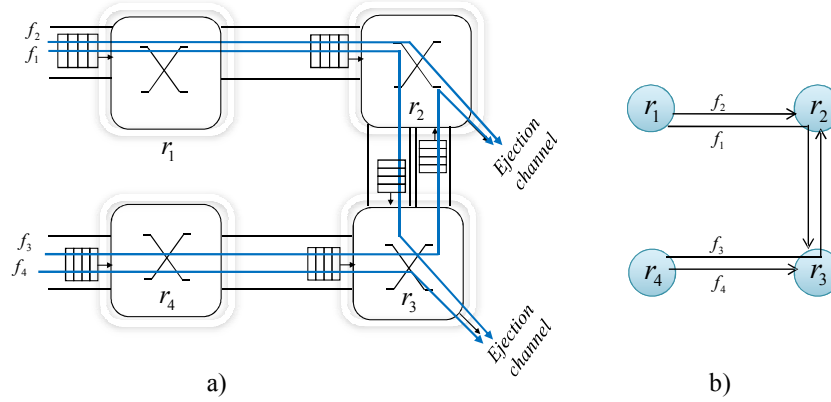 f₂
f₁
r₁
r₂
Ejection channel
f₃
f₄
r₄
r₃
Ejection channel
a)
r₁
f₂
f₁
r₂
r₄
f₃
f₄
r₃
b)